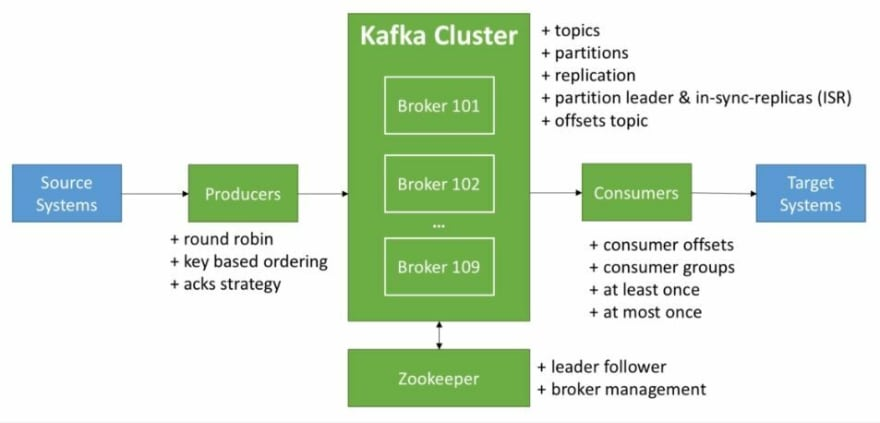 Kafka Cluster
Broker 101
Broker 102
...
Broker 109
+ topics
+ partitions
+ replication
+ partition leader & in-sync-replicas (ISR)
+ offsets topic
Source
Systems
Producers
+ round robin
+ key based ordering
+ acks strategy
Consumers
+ consumer offsets
+ consumer groups
+ at least once
+ at most once
Target
Systems
Zookeeper
+ leader follower
+ broker management